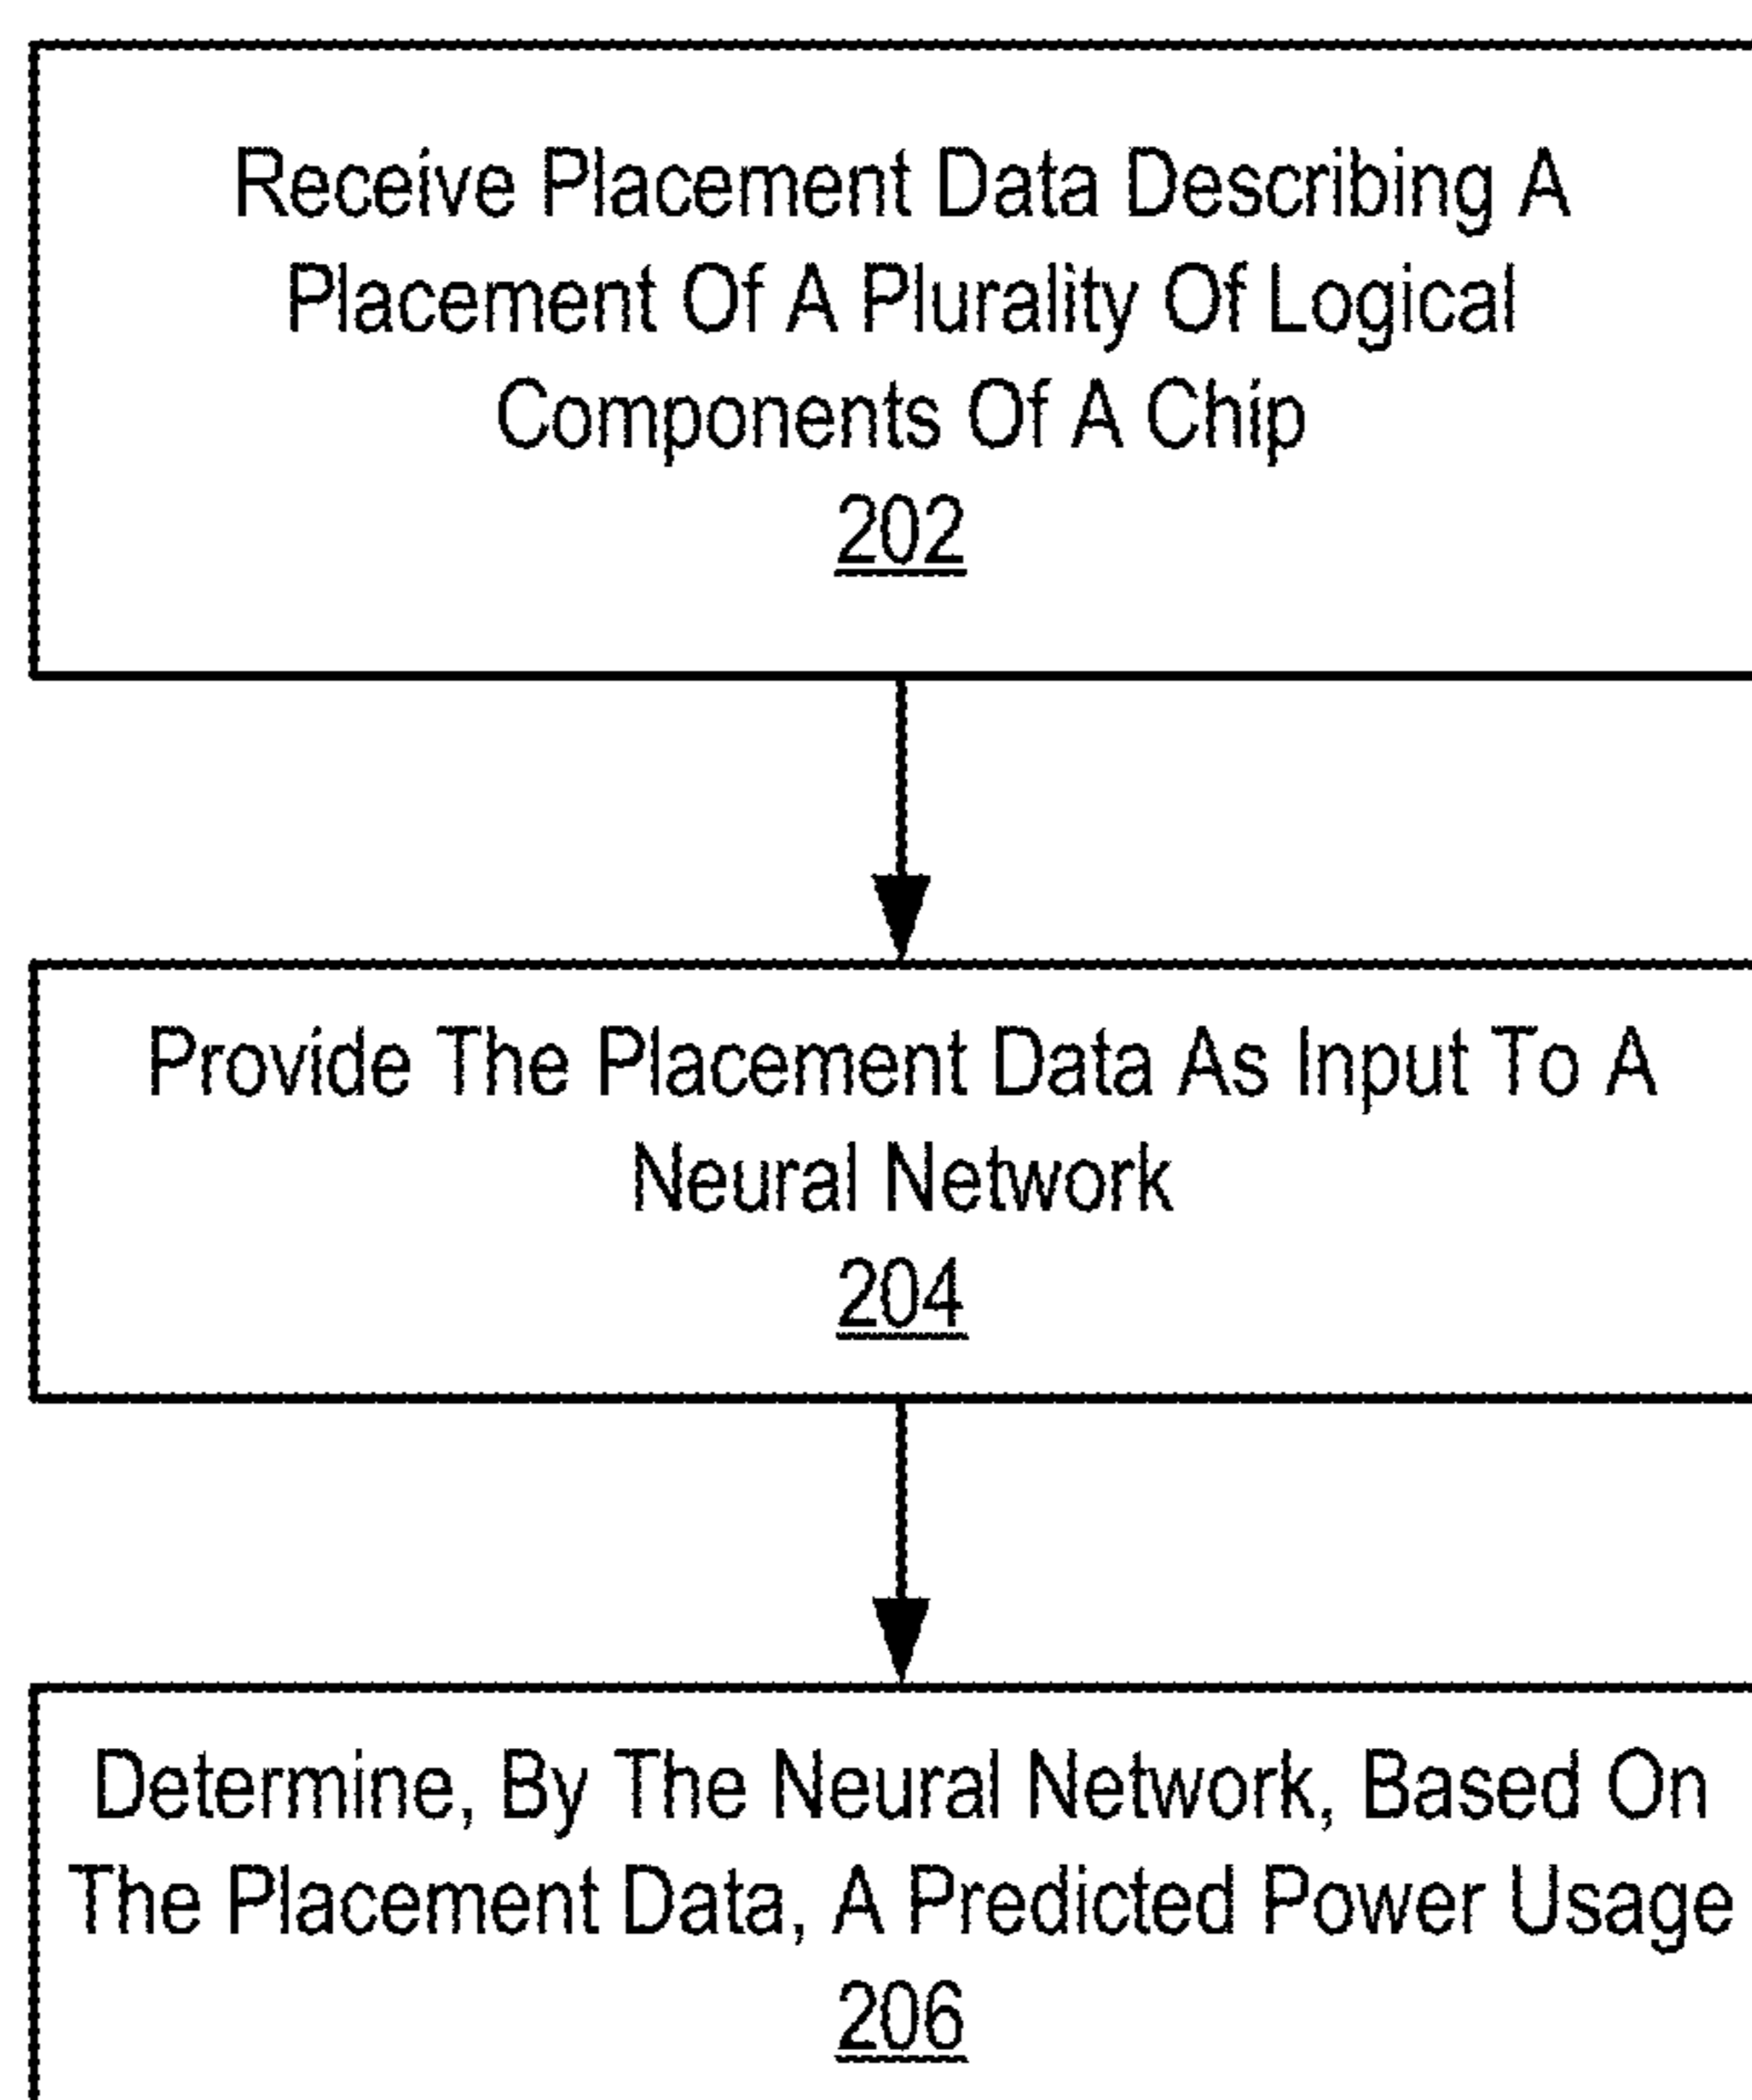 Receive Placement Data Describing A
Placement Of A Plurality Of Logical
Components Of A Chip
202
Provide The Placement Data As Input To A
Neural Network
204
Determine, By The Neural Network, Based On
The Placement Data, A Predicted Power Usage
206